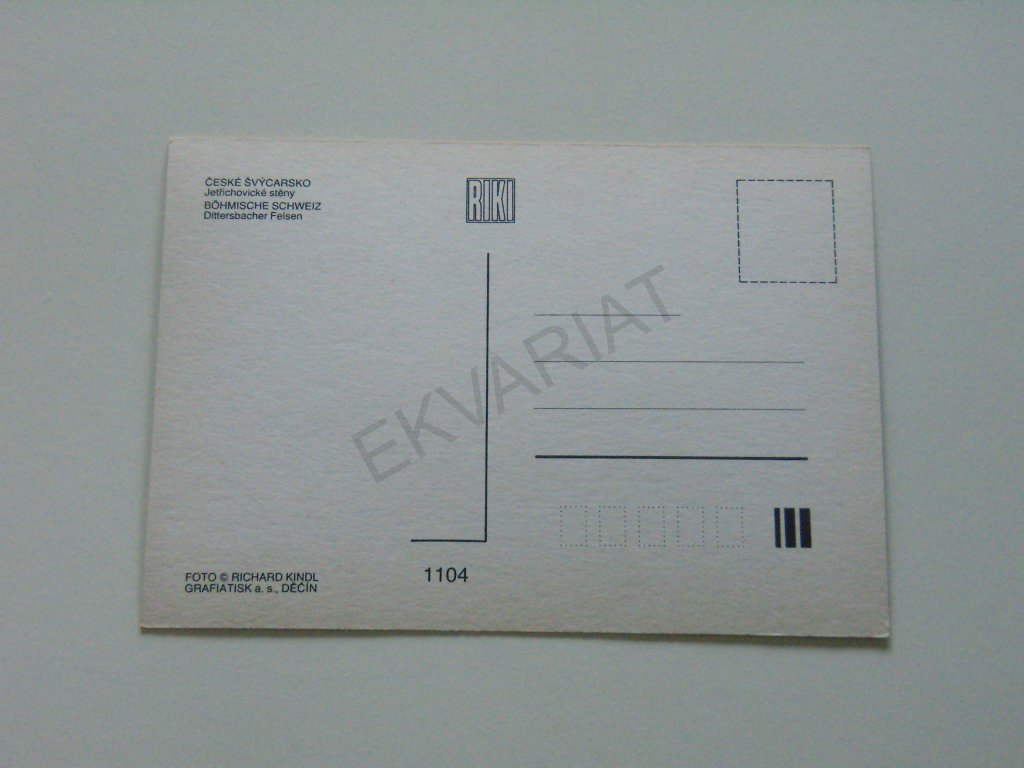 ČESKÉ ŠVÝCARSKO
Jetřichovické stěny
BÖHMISCHE SCHWEIZ
Dittersbacher Felsen
RIKI
EKVARIAT
FOTO © RICHARD KINDL
GRAFIATISK a. s., DĚČÍN
1104